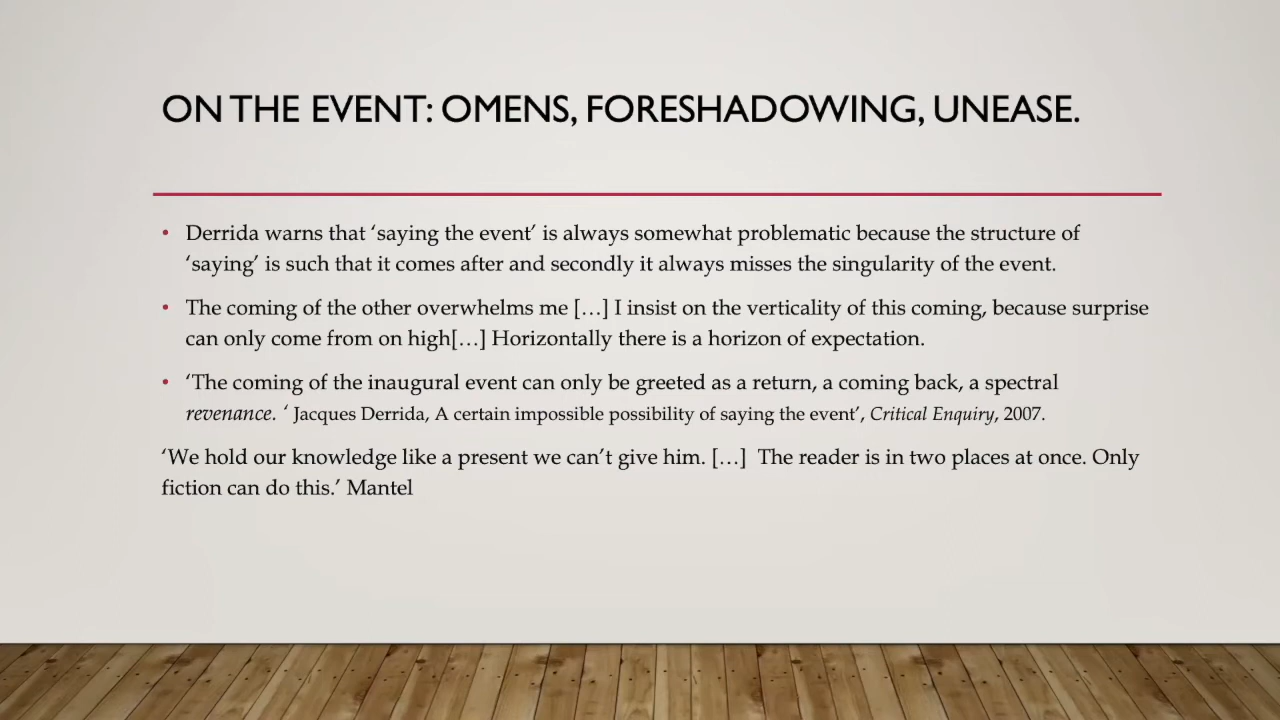 ON THE EVENT: OMENS, FORESHADOWING, UNEASE.
• Derrida warns that ‘saying the event’ is always somewhat problematic because the structure of
‘saying’ is such that it comes after and secondly it always misses the singularity of the event.
• The coming of the other overwhelms me […] I insist on the verticality of this coming, because surprise
can only come from on high[…] Horizontally there is a horizon of expectation.
• ‘The coming of the inaugural event can only be greeted as a return, a coming back, a spectral
revenance. ‘ Jacques Derrida, A certain impossible possibility of saying the event’, Critical Enquiry, 2007.
‘We hold our knowledge like a present we can’t give him. […]  The reader is in two places at once. Only
fiction can do this.’ Mantel